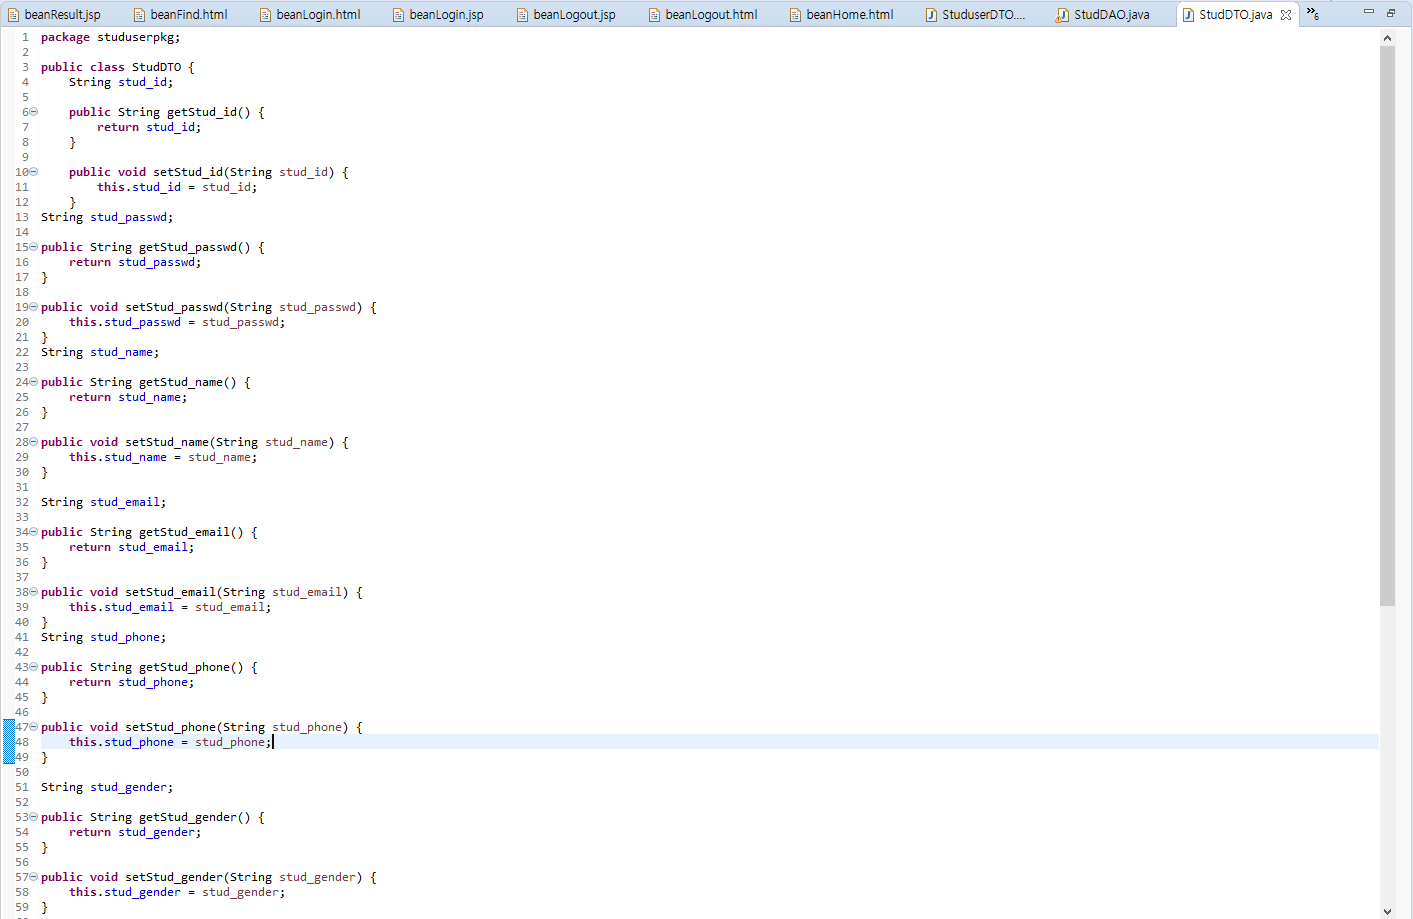 beanResult.jsp beanFind.html beanLogin.html beanLogin.jsp beanLogout.jsp beanLogout.html beanHome.html StuduserDTO.... StudDAO.java StudDTO.java »6
1 package studuserpkg;
2
3 public class StudDTO {
4     String stud_id;
5
6     public String getStud_id() {
7         return stud_id;
8     }
9
10     public void setStud_id(String stud_id) {
11         this.stud_id = stud_id;
12     }
13 String stud_passwd;
14
15 public String getStud_passwd() {
16     return stud_passwd;
17 }
18
19 public void setStud_passwd(String stud_passwd) {
20     this.stud_passwd = stud_passwd;
21 }
22 String stud_name;
23
24 public String getStud_name() {
25     return stud_name;
26 }
27
28 public void setStud_name(String stud_name) {
29     this.stud_name = stud_name;
30 }
31
32 String stud_email;
33
34 public String getStud_email() {
35     return stud_email;
36 }
37
38 public void setStud_email(String stud_email) {
39     this.stud_email = stud_email;
40 }
41 String stud_phone;
42
43 public String getStud_phone() {
44     return stud_phone;
45 }
46
47 public void setStud_phone(String stud_phone) {
48     this.stud_phone = stud_phone;
49 }
50
51 String stud_gender;
52
53 public String getStud_gender() {
54     return stud_gender;
55 }
56
57 public void setStud_gender(String stud_gender) {
58     this.stud_gender = stud_gender;
59 }